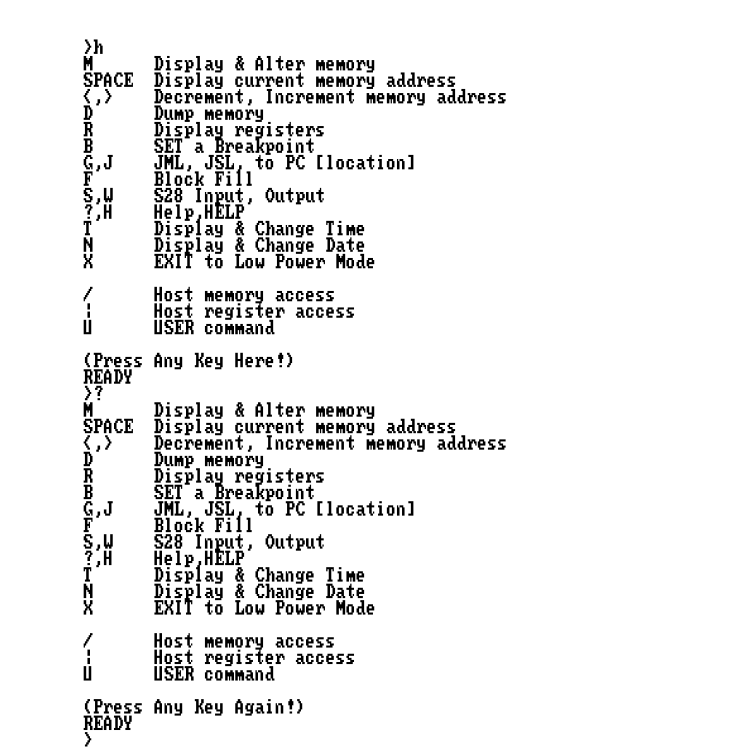 >h
M Display & Alter memory
SPACE Display current memory address
<,> Decrement, Increment memory address
D Dump memory
R Display registers
B SET a Breakpoint
G,J JML, JSL, to PC [location]
F Block Fill
S,W S28 Input, Output
?,H Help,HELP
T Display & Change Time
N Display & Change Date
X EXIT to Low Power Mode
/ Host memory access
¦ Host register access
U USER command
(Press Any Key Here!)
READY
>?
M Display & Alter memory
SPACE Display current memory address
<,> Decrement, Increment memory address
D Dump memory
R Display registers
B SET a Breakpoint
G,J JML, JSL, to PC [location]
F Block Fill
S,W S28 Input, Output
?,H Help,HELP
T Display & Change Time
N Display & Change Date
X EXIT to Low Power Mode
/ Host memory access
¦ Host register access
U USER command
(Press Any Key Again!)
READY
>